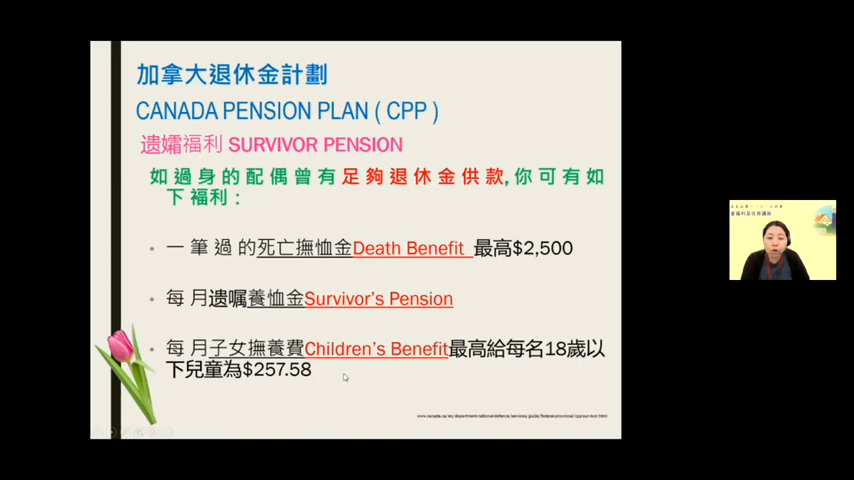 加拿大退休金計劃
CANADA PENSION PLAN ( CPP )
遗孀福利 SURVIVOR PENSION
如過身的配偶曾有足夠退休金供款,你可有如
下福利：
• 一筆過的死亡撫恤金Death Benefit 最高$2,500
• 每月遗嘱養恤金Survivor's Pension
• 每月子女撫養費Children's Benefit最高給每名18歲以
下兒童為$257.58